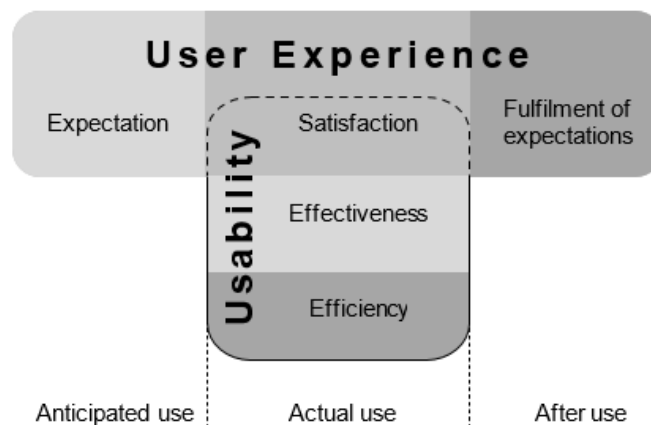 User Experience
Expectation
Satisfaction
Fulfilment of
expectations
Usability
Effectiveness
Efficiency
Anticipated use
Actual use
After use